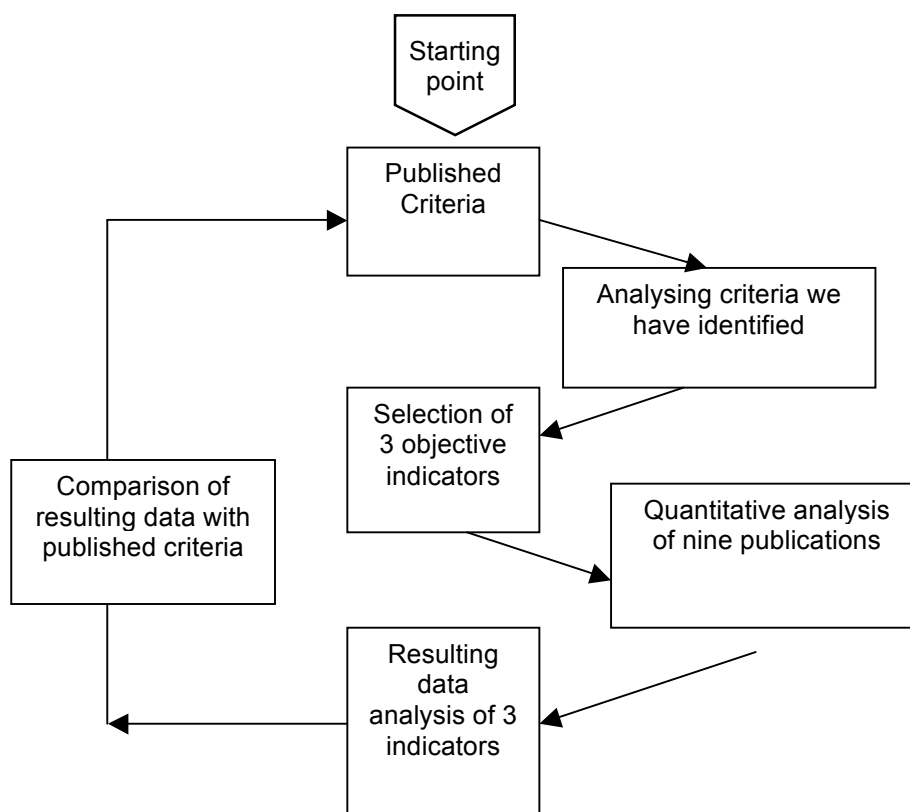 Starting
point
Published
Criteria
Analysing criteria we
have identified
Selection of
3 objective
indicators
Quantitative analysis
of nine publications
Resulting
data
analysis of 3
indicators
Comparison of
resulting data with
published criteria